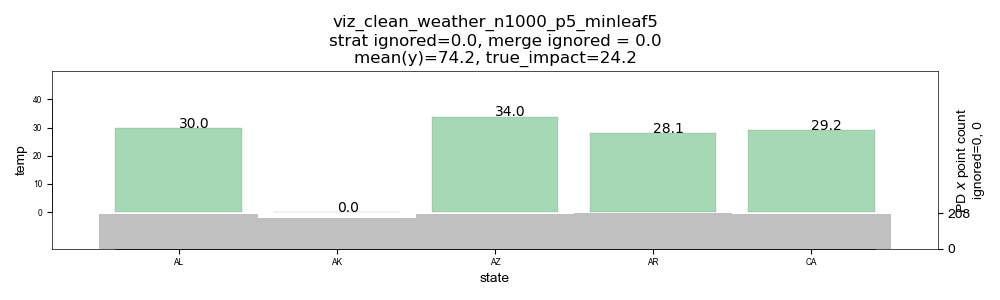 viz_clean_weather_n1000_p5_minleaf5
strat ignored=0.0, merge ignored = 0.0
mean(y)=74.2, true_impact=24.2
temp
40
30
20
10
0
30.0
0.0
34.0
28.1
29.2
208
0
PD x point count
ignored=0, 0
AL
AK
AZ
AR
CA
state